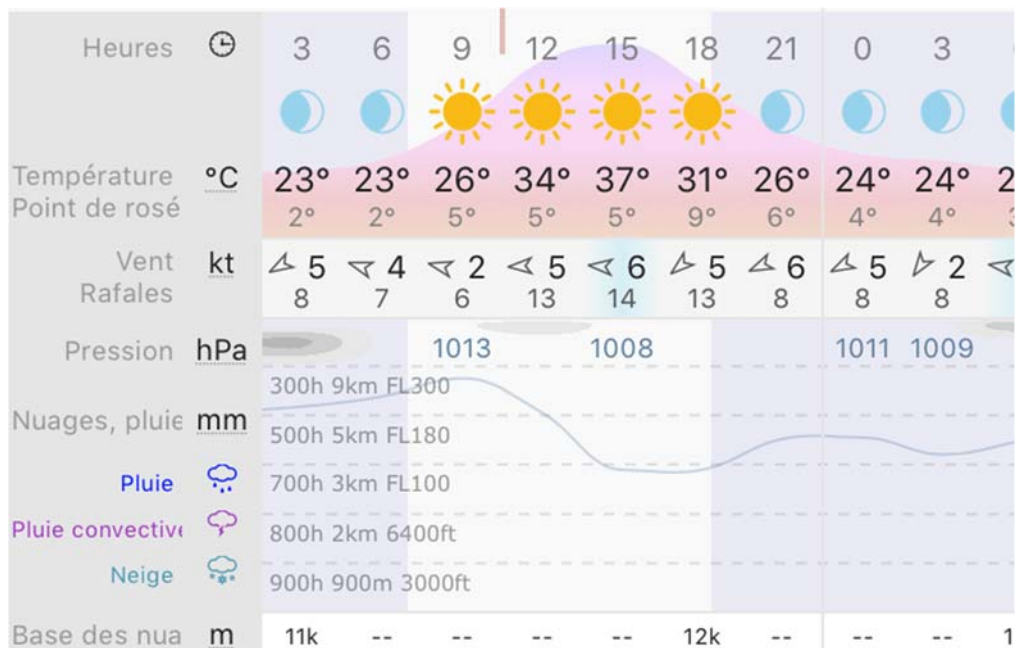 Heures 3 6 9 12 15 18 21 0 3
Température °C 23° 23° 26° 34° 37° 31° 26° 24° 24° 2
Point de rosé 2° 2° 5° 5° 5° 9° 6° 4° 4°
Vent kt 5 4 2 5 6 5 6 5 2
Rafales 8 7 6 13 14 13 8 8 8
Pression hPa 1013 1008 1011 1009
300h 9km FL300
Nuages, pluie mm
500h 5km FL180
Pluie
700h 3km FL100
Pluie convective
800h 2km 6400ft
Neige
900h 900m 3000ft
Base des nua m 11k -- -- -- -- 12k -- -- -- 1